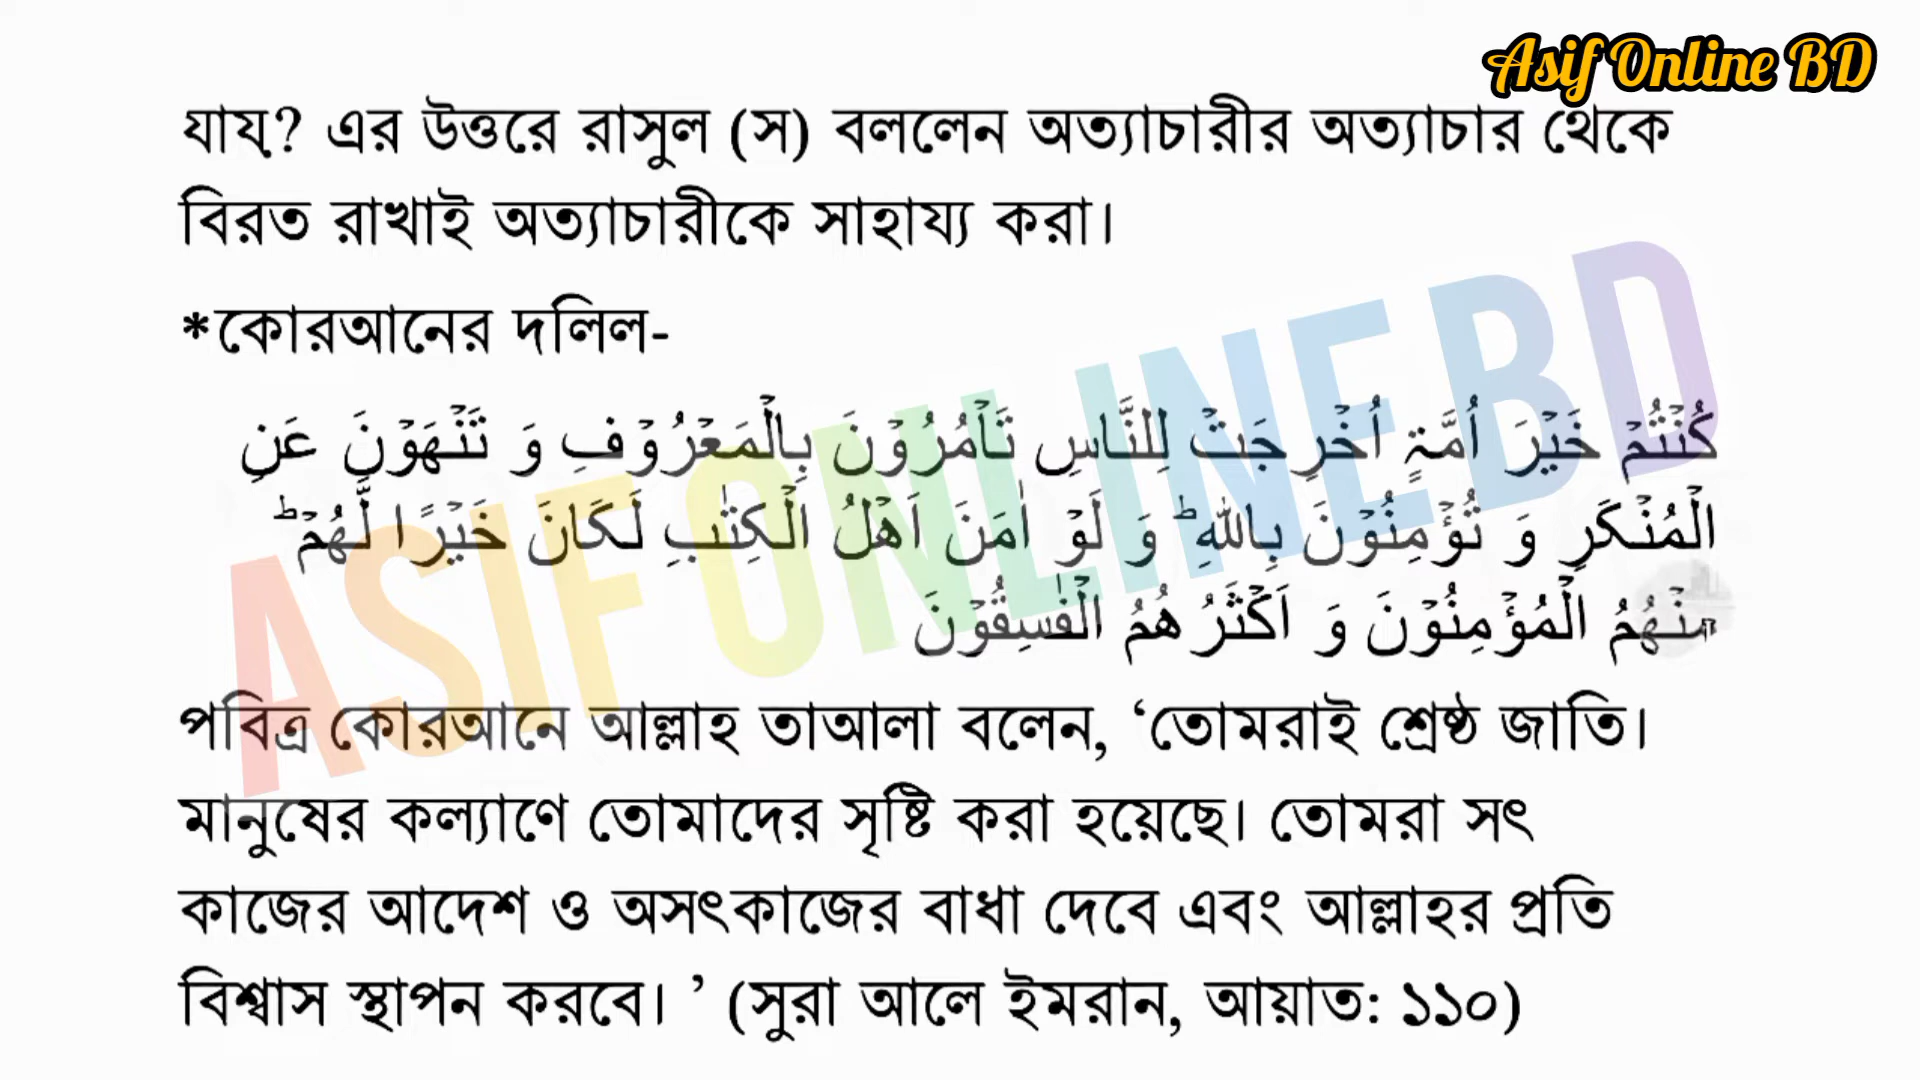 Asif Online BD
যায়? এর উত্তরে রাসুল (স) বললেন অত্যাচারীর অত্যাচার থেকে
বিরত রাখাই অত্যাচারীকে সাহায্য করা।
*কোরআনের দলিল-
كُنْتُمْ خَيْرَ اُمَّةٍ اُخْرِجَتْ لِلنَّاسِ تَاْمُرُوْنَ بِالْمَعْرُوْفِ وَ تَنْهَوْنَ عَنِ
الْمُنْكَرِ وَ تُؤْمِنُوْنَ بِاللّٰهِ ؕ وَ لَوْ اٰمَنَ اَهْلُ الْكِتٰبِ لَكَانَ خَيْرًا لَّهُمْ ؕ
مِنْهُمُ الْمُؤْمِنُوْنَ وَ اَكْثَرُهُمُ الْفٰسِقُوْنَ
পবিত্র কোরআনে আল্লাহ তাআলা বলেন, ‘তোমরাই শ্রেষ্ঠ জাতি।
মানুষের কল্যাণে তোমাদের সৃষ্টি করা হয়েছে। তোমরা সৎ
কাজের আদেশ ও অসৎকাজের বাধা দেবে এবং আল্লাহর প্রতি
বিশ্বাস স্থাপন করবে। ’ (সুরা আলে ইমরান, আয়াত: ১১০)
ASIF ONLINE BD